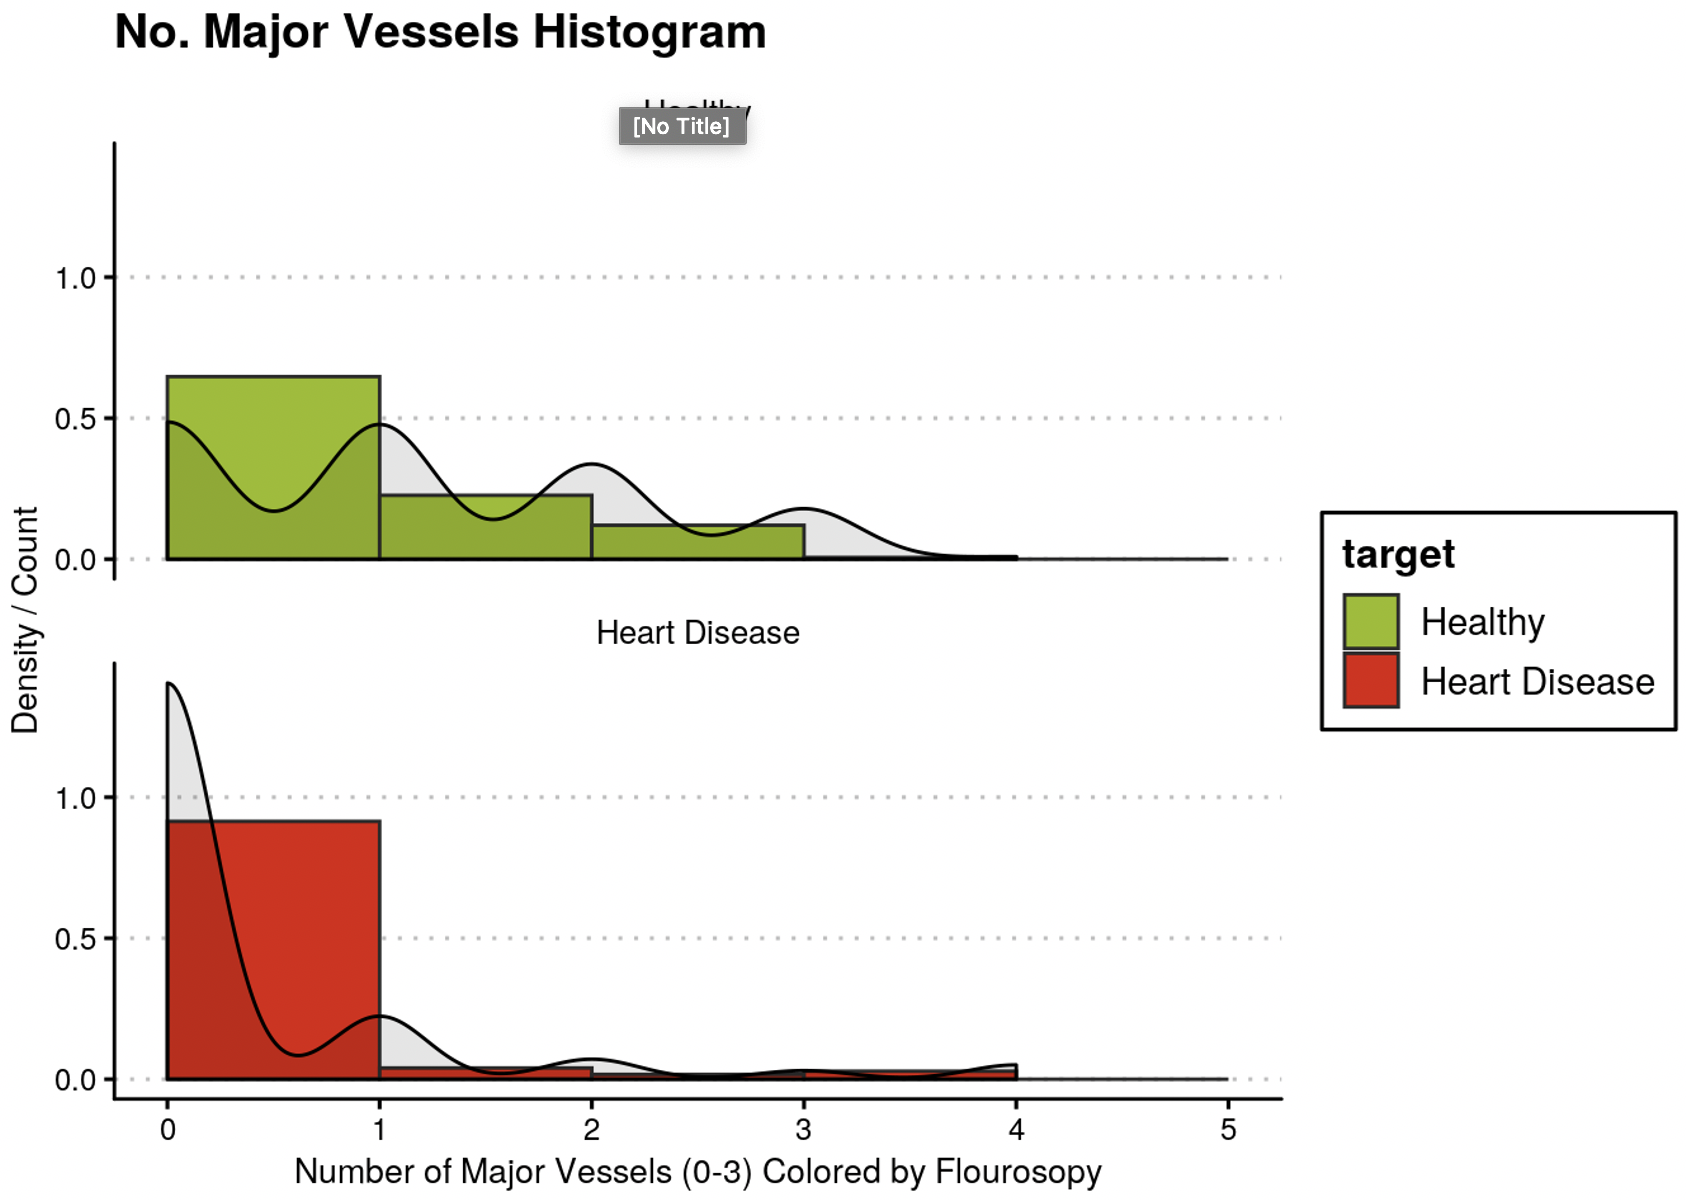 No. Major Vessels Histogram
Healthy
[No Title]
1.0
0.5
0.0
Density / Count
Heart Disease
1.0
0.5
0.0
0
1
2
3
4
5
Number of Major Vessels (0-3) Colored by Flourosopy
target
Healthy
Heart Disease